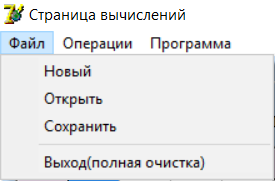 Страница вычислений
Файл Операции Программа
Новый
Открыть
Сохранить
Выход(полная очистка)